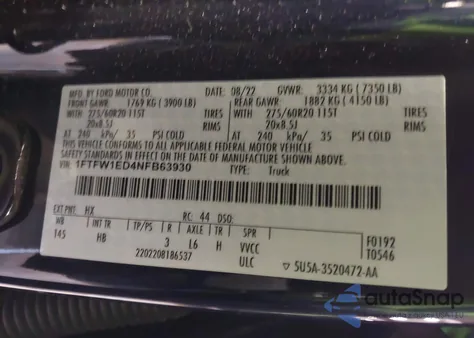 MFD. BY FORD MOTOR CO. 08/22 GVWR: 3334 KG ( 7350 LB)
FRONT GAWR: 1769 KG ( 3900 LB) REAR GAWR: 1882 KG ( 4150 LB)
WITH 275/60R20 115T TIRES WITH 275/60R20 115T TIRES
20x8.5J RIMS 20x8.5J RIMS
AT 240 kPa/ 35 PSI COLD AT 240 kPa/ 35 PSI COLD
THIS VEHICLE CONFORMS TO ALL APPLICABLE FEDERAL MOTOR VEHICLE
SAFETY STANDARDS IN EFFECT ON THE DATE OF MANUFACTURE SHOWN ABOVE.
VIN: 1FTFW1ED4NFB63930 TYPE: Truck
EXT PNT: HX RC: 44 DSO:
WB BRK INT TR TP/PS R AXLE TR SPR F0192
145 HB 3 L6 H VVCC T0546
2202208186537 ULC ▽ 5U5A-3520472-AA
autoSnap